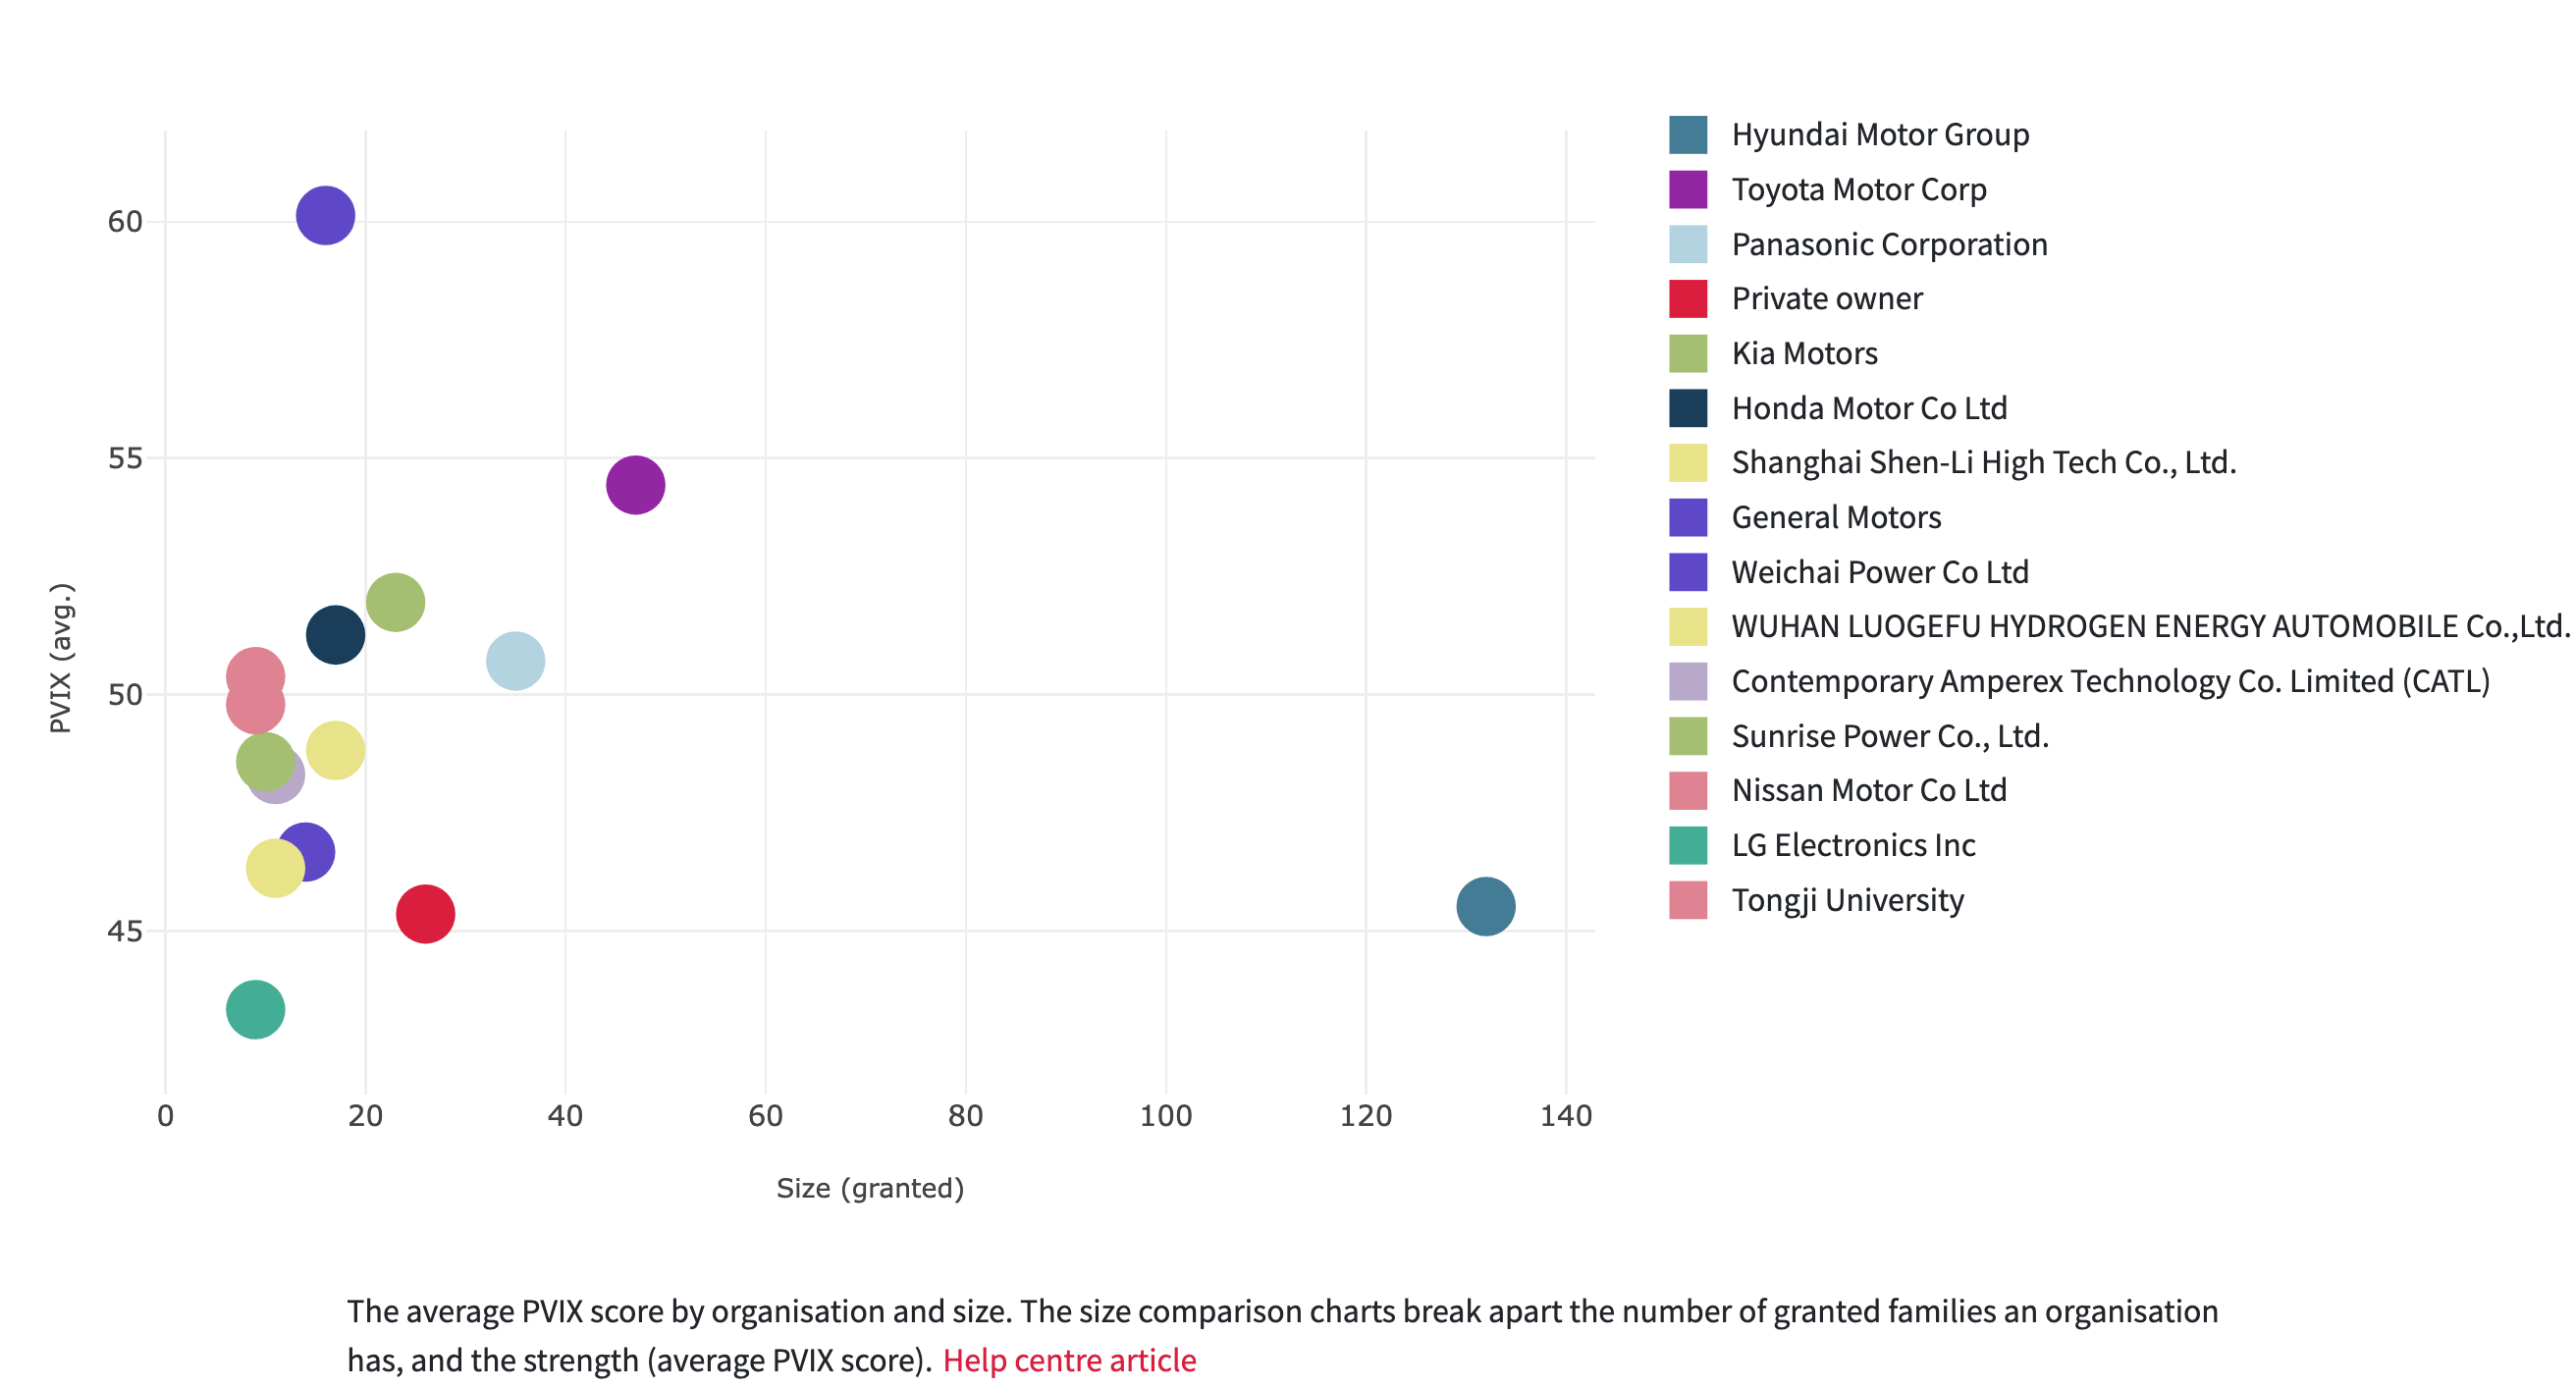 60
55
50
45
PVIX (avg.)
0 20 40 60 80 100 120 140
Size (granted)
Hyundai Motor Group
Toyota Motor Corp
Panasonic Corporation
Private owner
Kia Motors
Honda Motor Co Ltd
Shanghai Shen-Li High Tech Co., Ltd.
General Motors
Weichai Power Co Ltd
WUHAN LUOGEFU HYDROGEN ENERGY AUTOMOBILE Co.,Ltd.
Contemporary Amperex Technology Co. Limited (CATL)
Sunrise Power Co., Ltd.
Nissan Motor Co Ltd
LG Electronics Inc
Tongji University
The average PVIX score by organisation and size. The size comparison charts break apart the number of granted families an organisation
has, and the strength (average PVIX score). Help centre article